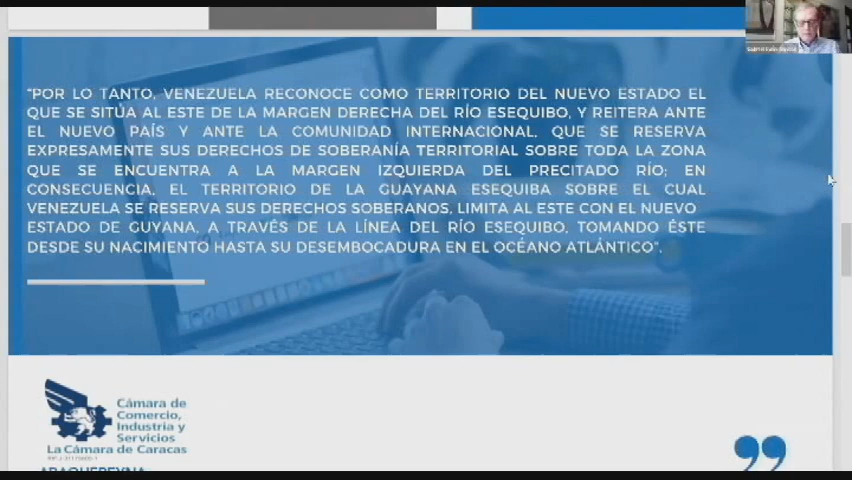 "POR LO TANTO, VENEZUELA RECONOCE COMO TERRITORIO DEL NUEVO ESTADO EL
QUE SE SITÚA AL ESTE DE LA MARGEN DERECHA DEL RÍO ESEQUIBO, Y REITERA ANTE
EL NUEVO PAÍS Y ANTE LA COMUNIDAD INTERNACIONAL, QUE SE RESERVA
EXPRESAMENTE SUS DERECHOS DE SOBERANÍA TERRITORIAL SOBRE TODA LA ZONA
QUE SE ENCUENTRA A LA MARGEN IZQUIERDA DEL PRECITADO RÍO; EN
CONSECUENCIA, EL TERRITORIO DE LA GUAYANA ESEQUIBA SOBRE EL CUAL
VENEZUELA SE RESERVA SUS DERECHOS SOBERANOS, LIMITA AL ESTE CON EL NUEVO
ESTADO DE GUYANA, A TRAVÉS DE LA LÍNEA DEL RÍO ESEQUIBO, TOMANDO ÉSTE
DESDE SU NACIMIENTO HASTA SU DESEMBOCADURA EN EL OCÉANO ATLÁNTICO".
Cámara de
Comercio,
Industria y
Servicios
La Cámara de Caracas